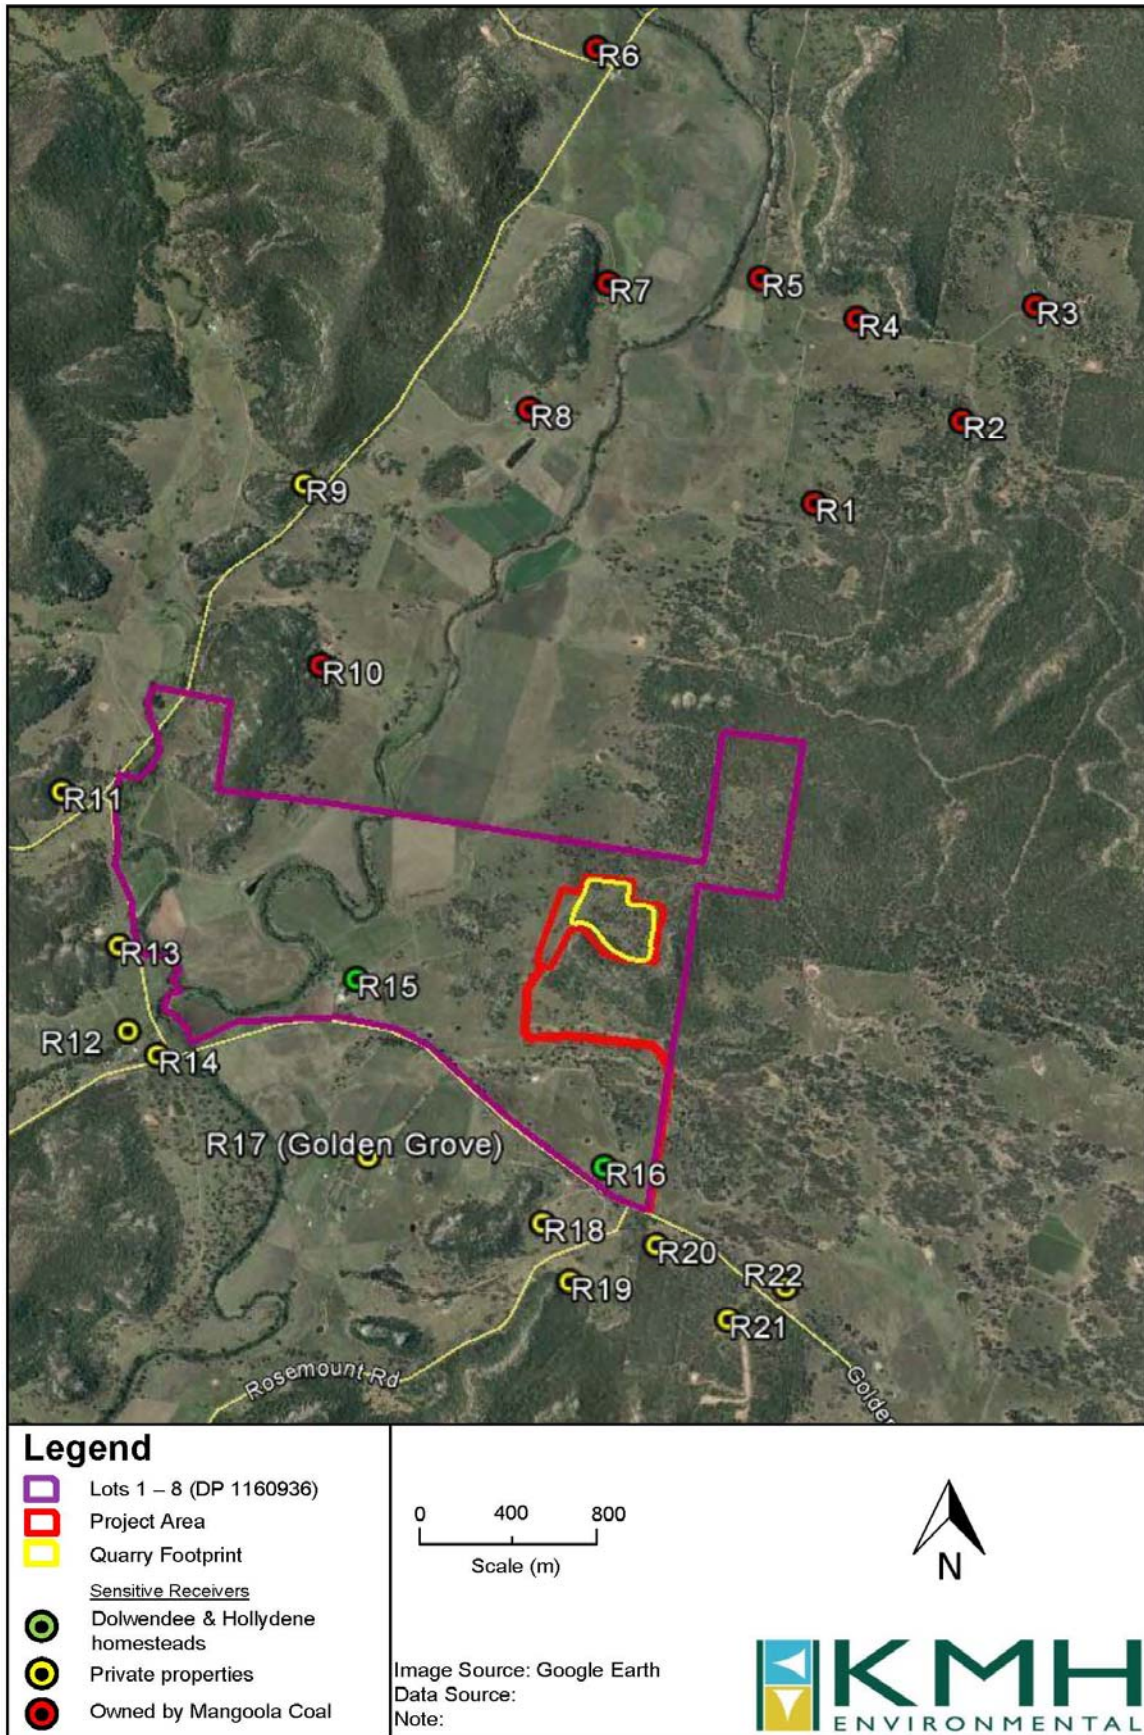 R6
R7
R5
R4
R3
R8
R2
R9
R1
R10
R11
R13
R15
R12
R14
R17 (Golden Grove)
R16
R18
R20
R19
R22
R21
Rosemount Rd
Golden
Legend
Lots 1 – 8 (DP 1160936)
Project Area
Quarry Footprint
Sensitive Receivers
Dolwendee & Hollydene
homesteads
Private properties
Owned by Mangoola Coal
0 400 800
Scale (m)
Image Source: Google Earth
Data Source:
Note:
N
KMH
ENVIRONMENTAL